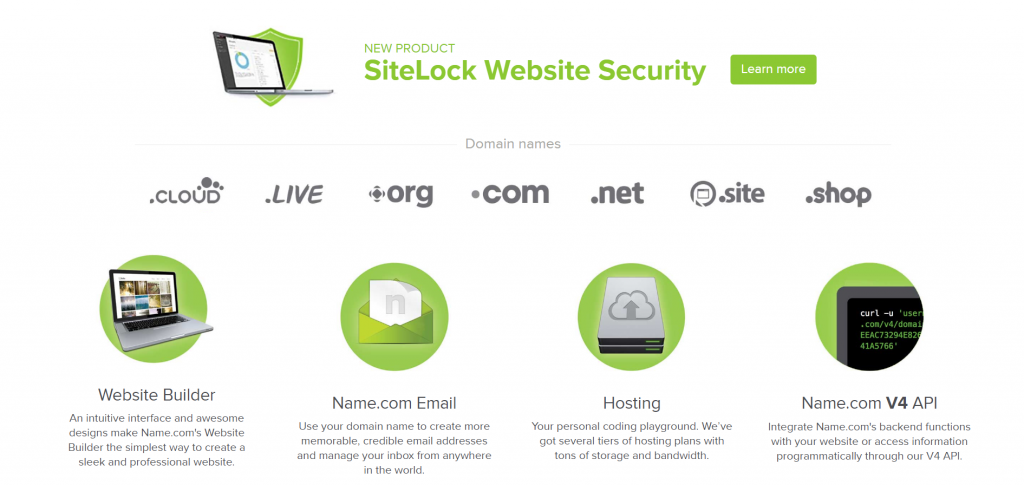 NEW PRODUCT
SiteLock Website Security
Learn more
Domain names
.CLOUD .LIVE .org .com .net .site .shop
n
curl -u 'user
.com/v4/domai
EEAC73294E826
41A5766'
Website Builder
An intuitive interface and awesome
designs make Name.com's Website
Builder the simplest way to create a
sleek and professional website.
Name.com Email
Use your domain name to create more
memorable, credible email addresses
and manage your inbox from anywhere
in the world.
Hosting
Your personal coding playground. We've
got several tiers of hosting plans with
tons of storage and bandwidth.
Name.com V4 API
Integrate Name.com's backend functions
with your website or access information
programmatically through our V4 API.